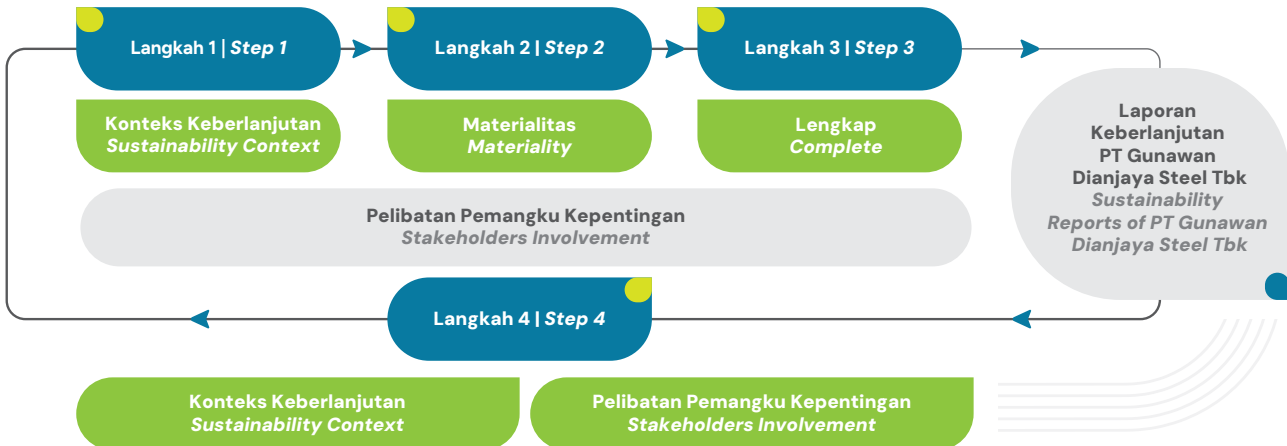 Langkah 1 | Step 1
Langkah 2 | Step 2
Langkah 3 | Step 3
Konteks Keberlanjutan
Sustainability Context
Materialitas
Materiality
Lengkap
Complete
Laporan
Keberlanjutan
PT Gunawan
Dianjaya Steel Tbk
Sustainability
Reports of PT Gunawan
Dianjaya Steel Tbk
Pelibatan Pemangku Kepentingan
Stakeholders Involvement
Langkah 4 | Step 4
Konteks Keberlanjutan
Sustainability Context
Pelibatan Pemangku Kepentingan
Stakeholders Involvement